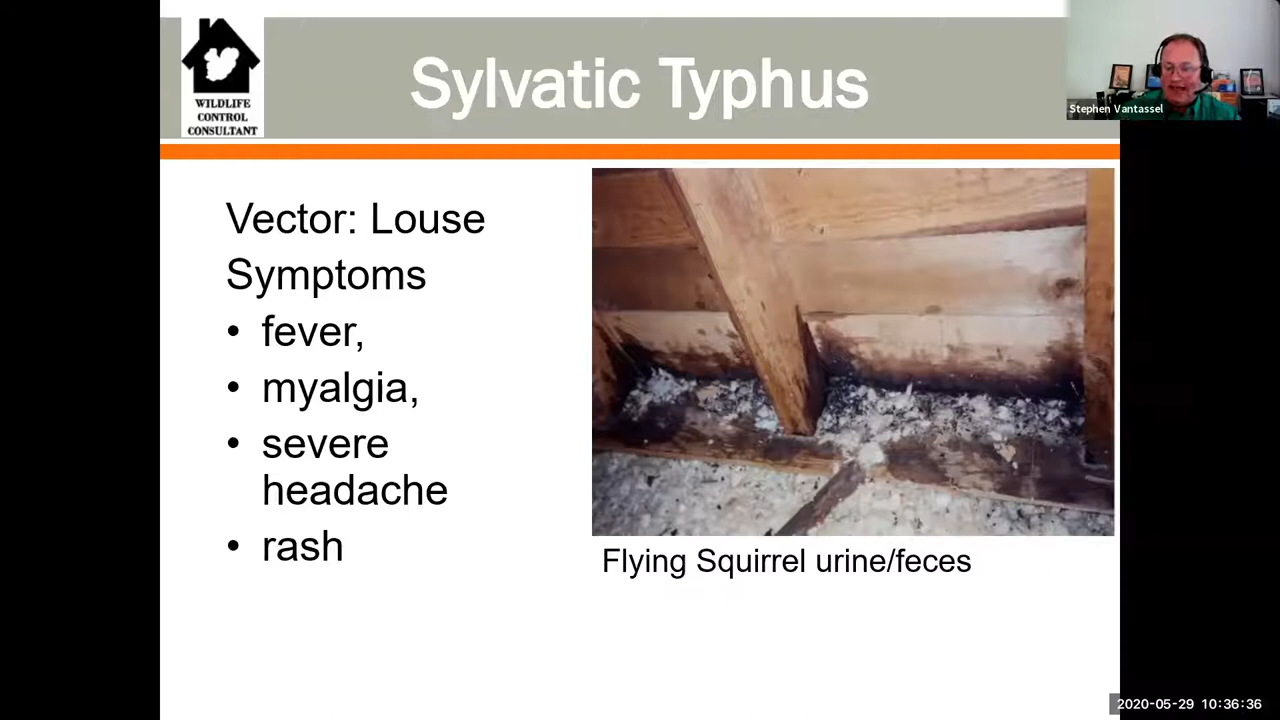 WILDLIFE
CONTROL
CONSULTANT
Sylvatic Typhus
Stephen Vantassel
Vector: Louse
Symptoms
• fever,
• myalgia,
• severe
headache
• rash
Flying Squirrel urine/feces
2020-05-29 10:36:36